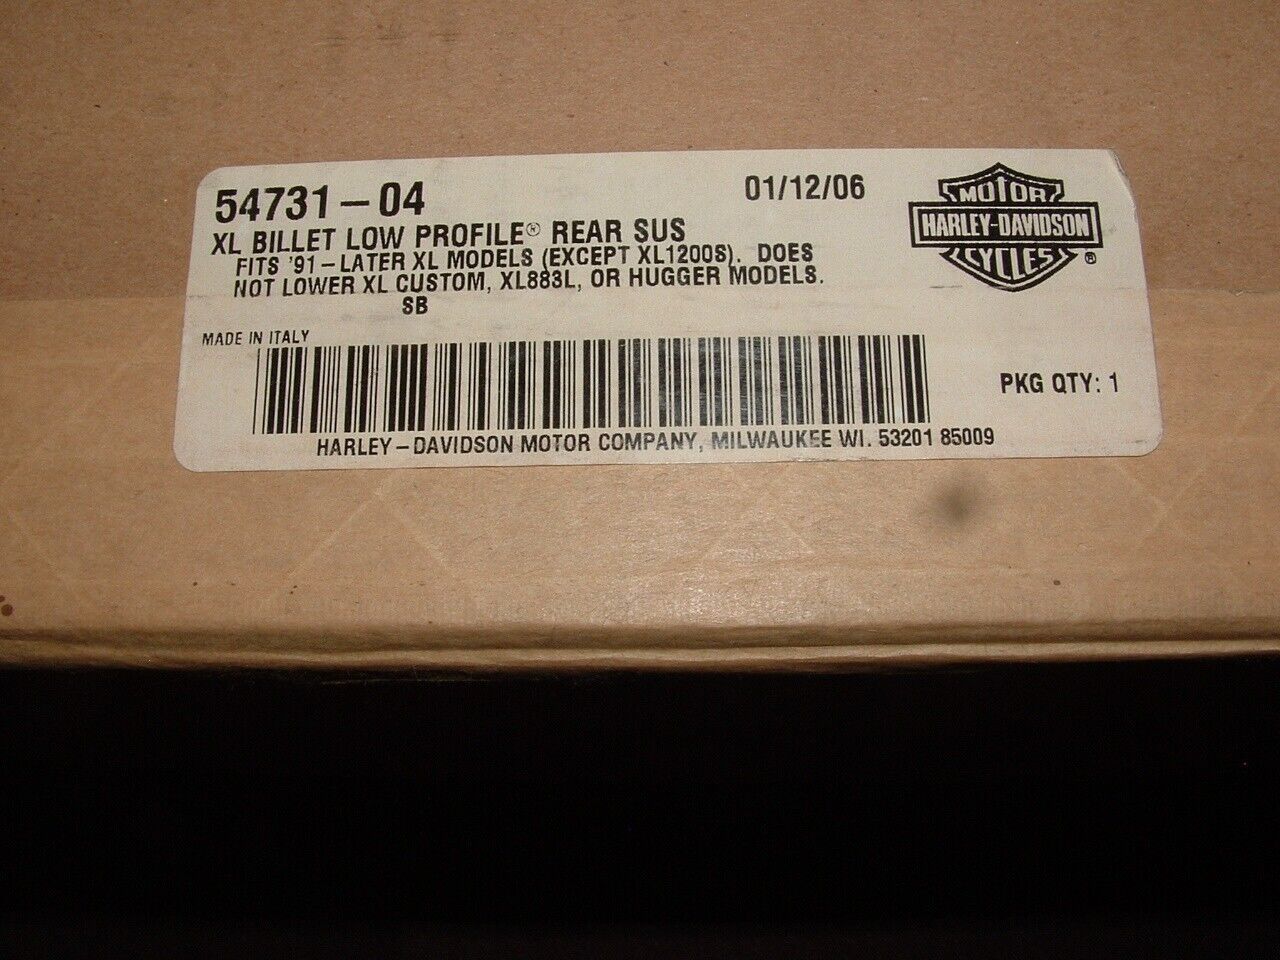 54731-04
01/12/06
XL BILLET LOW PROFILE® REAR SUS
FITS '91-LATER XL MODELS (EXCEPT XL1200S). DOES
NOT LOWER XL CUSTOM, XL883L, OR HUGGER MODELS.
SB
MOTOR
HARLEY-DAVIDSON
CYCLES
®
MADE IN ITALY
PKG QTY: 1
HARLEY-DAVIDSON MOTOR COMPANY, MILWAUKEE WI. 53201 85009